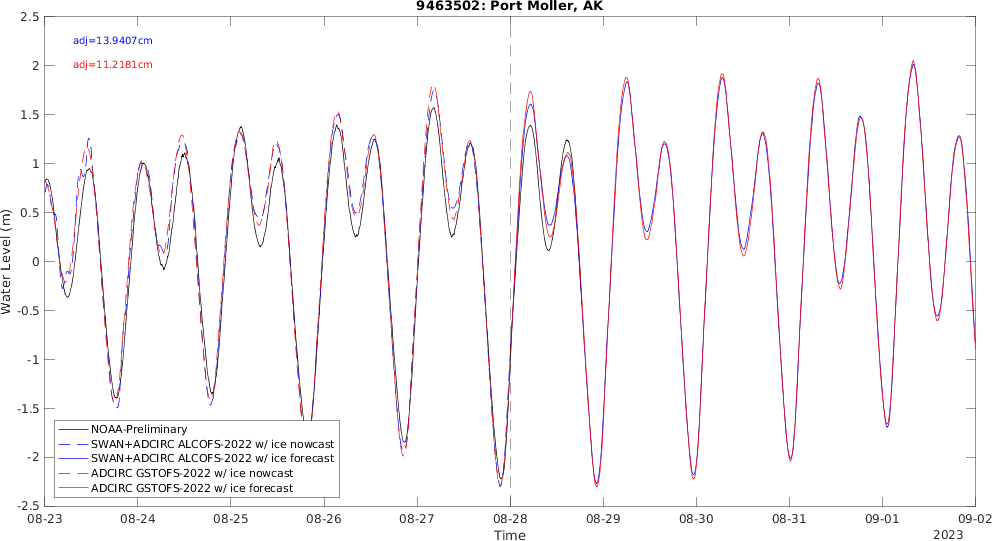 9463502: Port Moller, AK
adj=13.9407cm
adj=11.2181cm
2.5
2
1.5
1
0.5
0
-0.5
-1
-1.5
-2
-2.5
Water Level (m)
NOAA-Preliminary
SWAN+ADCIRC ALCOFS-2022 w/ ice nowcast
SWAN+ADCIRC ALCOFS-2022 w/ ice forecast
ADCIRC GSTOFS-2022 w/ ice nowcast
ADCIRC GSTOFS-2022 w/ ice forecast
08-23 08-24 08-25 08-26 08-27 08-28 08-29 08-30 08-31 09-01 09-02
Time
2023